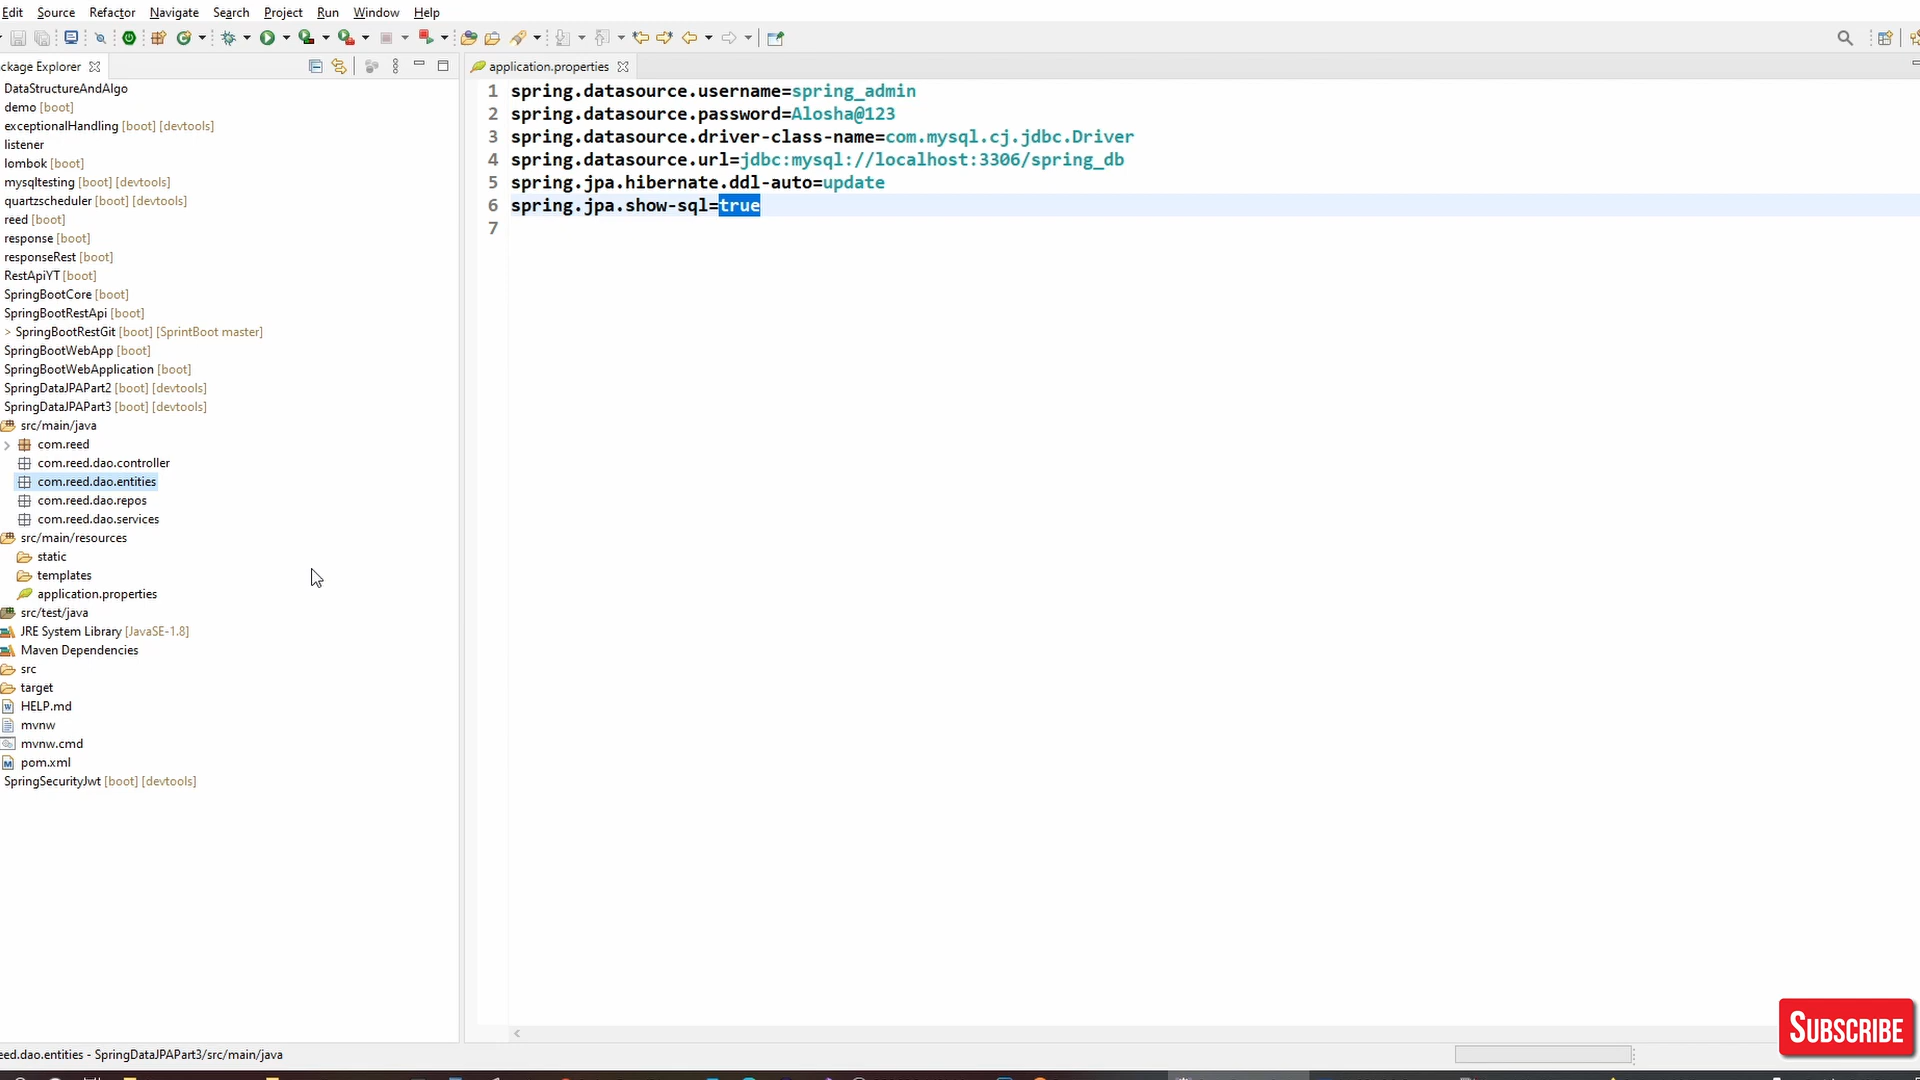 Edit Source Refactor Navigate Search Project Run Window Help
ckage Explorer
application.properties
DataStructureAndAlgo
demo [boot]
exceptionalHandling [boot] [devtools]
listener
lombok [boot]
mysqltesting [boot] [devtools]
quartzscheduler [boot] [devtools]
reed [boot]
response [boot]
responseRest [boot]
RestApiYT [boot]
SpringBootCore [boot]
SpringBootRestApi [boot]
> SpringBootRestGit [boot] [SprintBoot master]
SpringBootWebApp [boot]
SpringBootWebApplication [boot]
SpringDataJPAPart2 [boot] [devtools]
SpringDataJPAPart3 [boot] [devtools]
src/main/java
com.reed
com.reed.dao.controller
com.reed.dao.entities
com.reed.dao.repos
com.reed.dao.services
src/main/resources
static
templates
application.properties
src/test/java
JRE System Library [JavaSE-1.8]
Maven Dependencies
src
target
HELP.md
mvnw
mvnw.cmd
pom.xml
SpringSecurityJwt [boot] [devtools]
1 spring.datasource.username=spring_admin
2 spring.datasource.password=Alosha@123
3 spring.datasource.driver-class-name=com.mysql.cj.jdbc.Driver
4 spring.datasource.url=jdbc:mysql://localhost:3306/spring_db
5 spring.jpa.hibernate.ddl-auto=update
6 spring.jpa.show-sql=true
7
SUBSCRIBE
eed.dao.entities - SpringDataJPAPart3/src/main/java